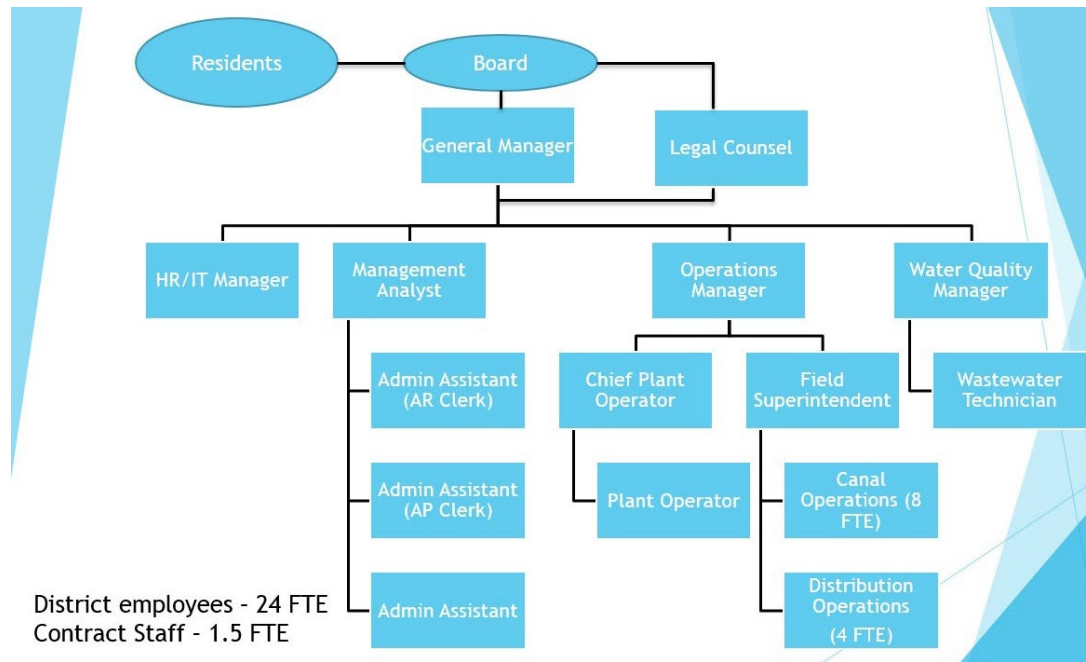 Residents
Board
General Manager
Legal Counsel
HR/IT Manager
Management
Analyst
Operations
Manager
Water Quality
Manager
Admin Assistant
(AR Clerk)
Chief Plant
Operator
Field
Superintendent
Wastewater
Technician
Admin Assistant
(AP Clerk)
Plant Operator
Canal
Operations (8
FTE)
Admin Assistant
Distribution
Operations
(4 FTE)
District employees - 24 FTE
Contract Staff - 1.5 FTE